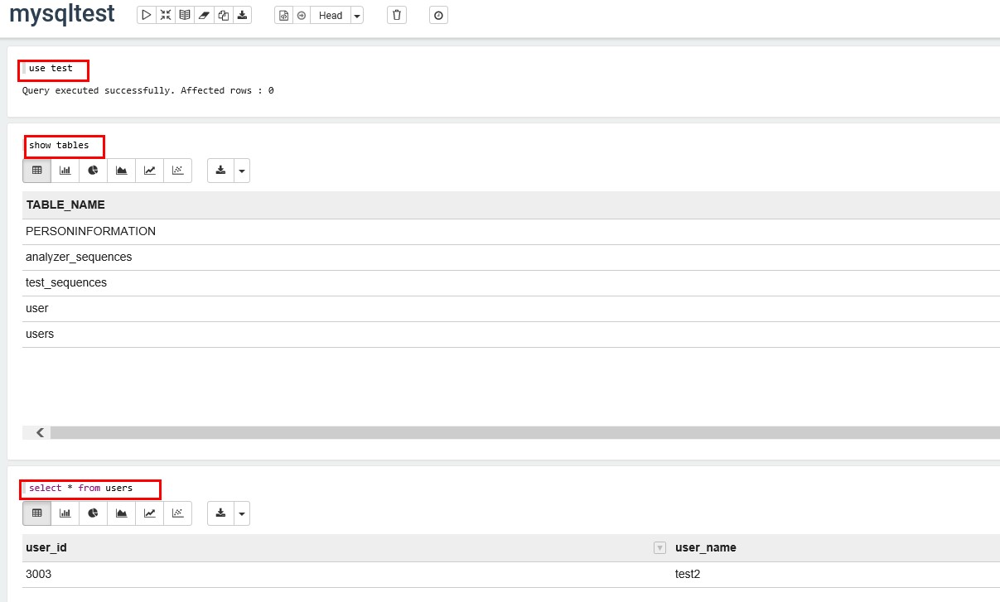 mysqltest
Head
use test
Query executed successfully. Affected rows : 0
show tables
TABLE_NAME
PERSONINFORMATION
analyzer_sequences
test_sequences
user
users
select * from users
user_id user_name
3003 test2